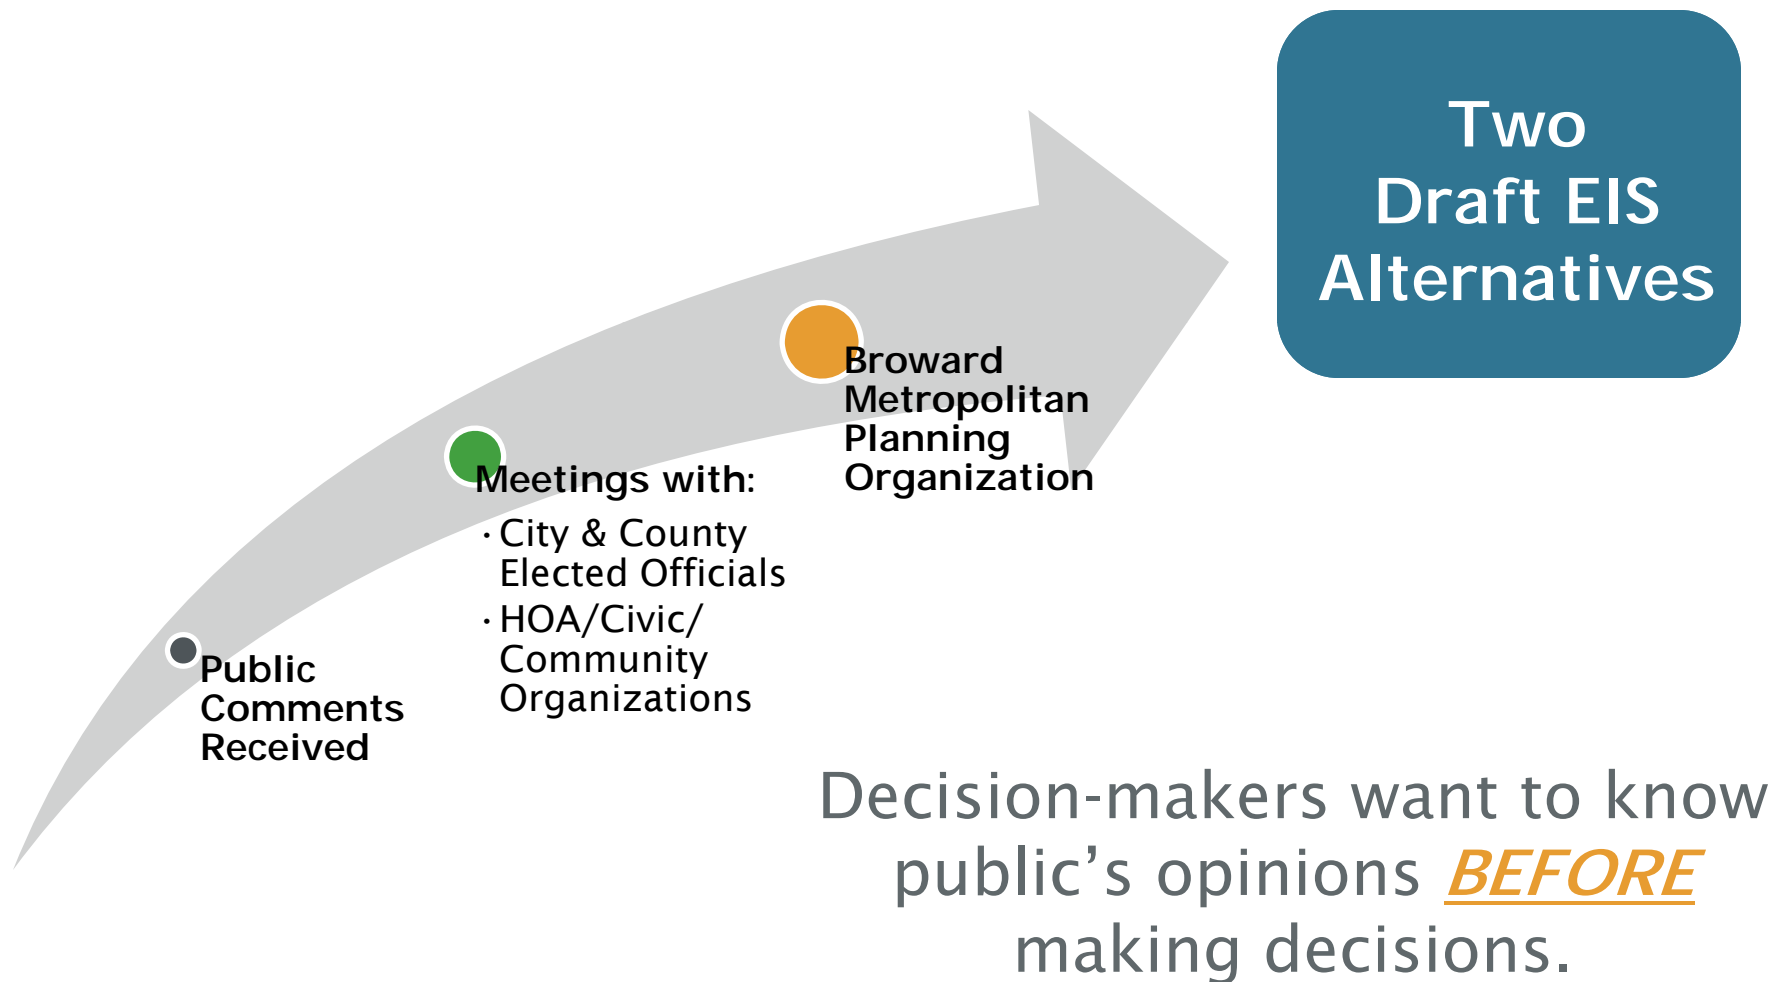 Two
Draft EIS
Alternatives
Broward
Metropolitan
Planning
Organization
Meetings with:
· City & County
Elected Officials
· HOA/Civic/
Community
Organizations
Public
Comments
Received
Decision-makers want to know
public’s opinions BEFORE
making decisions.